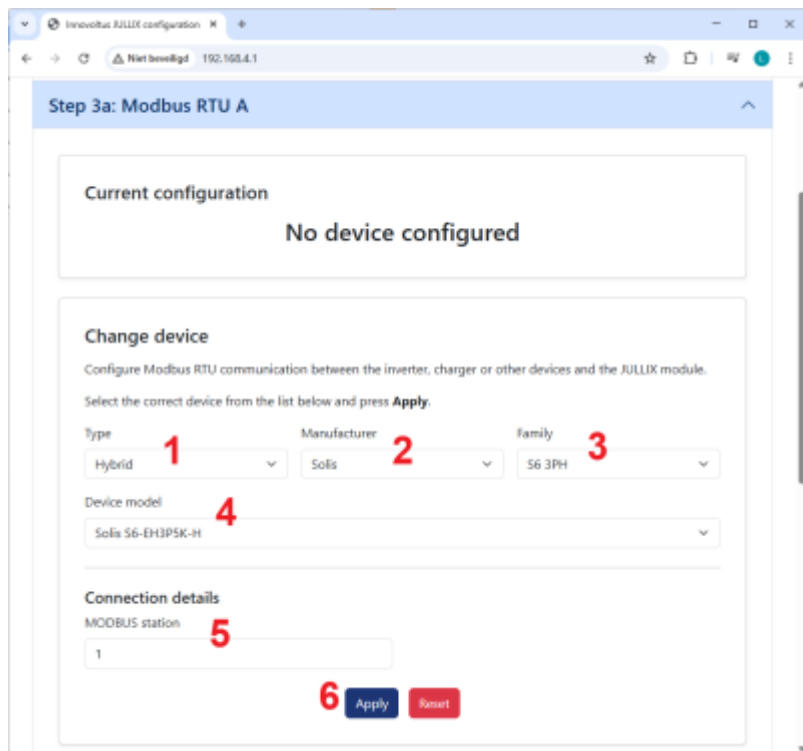 Innovoltus JULLIX configuration
Niet beveiligd 192.168.4.1
L
Step 3a: Modbus RTU A
Current configuration
No device configured
Change device
Configure Modbus RTU communication between the inverter, charger or other devices and the JULLIX module.
Select the correct device from the list below and press Apply.
Type 1 Manufacturer 2 Family 3
Hybrid Solis S6 3PH
Device model 4
Solis S6-EH3P5K-H
Connection details
MODBUS station 5
1
6 Apply Reset